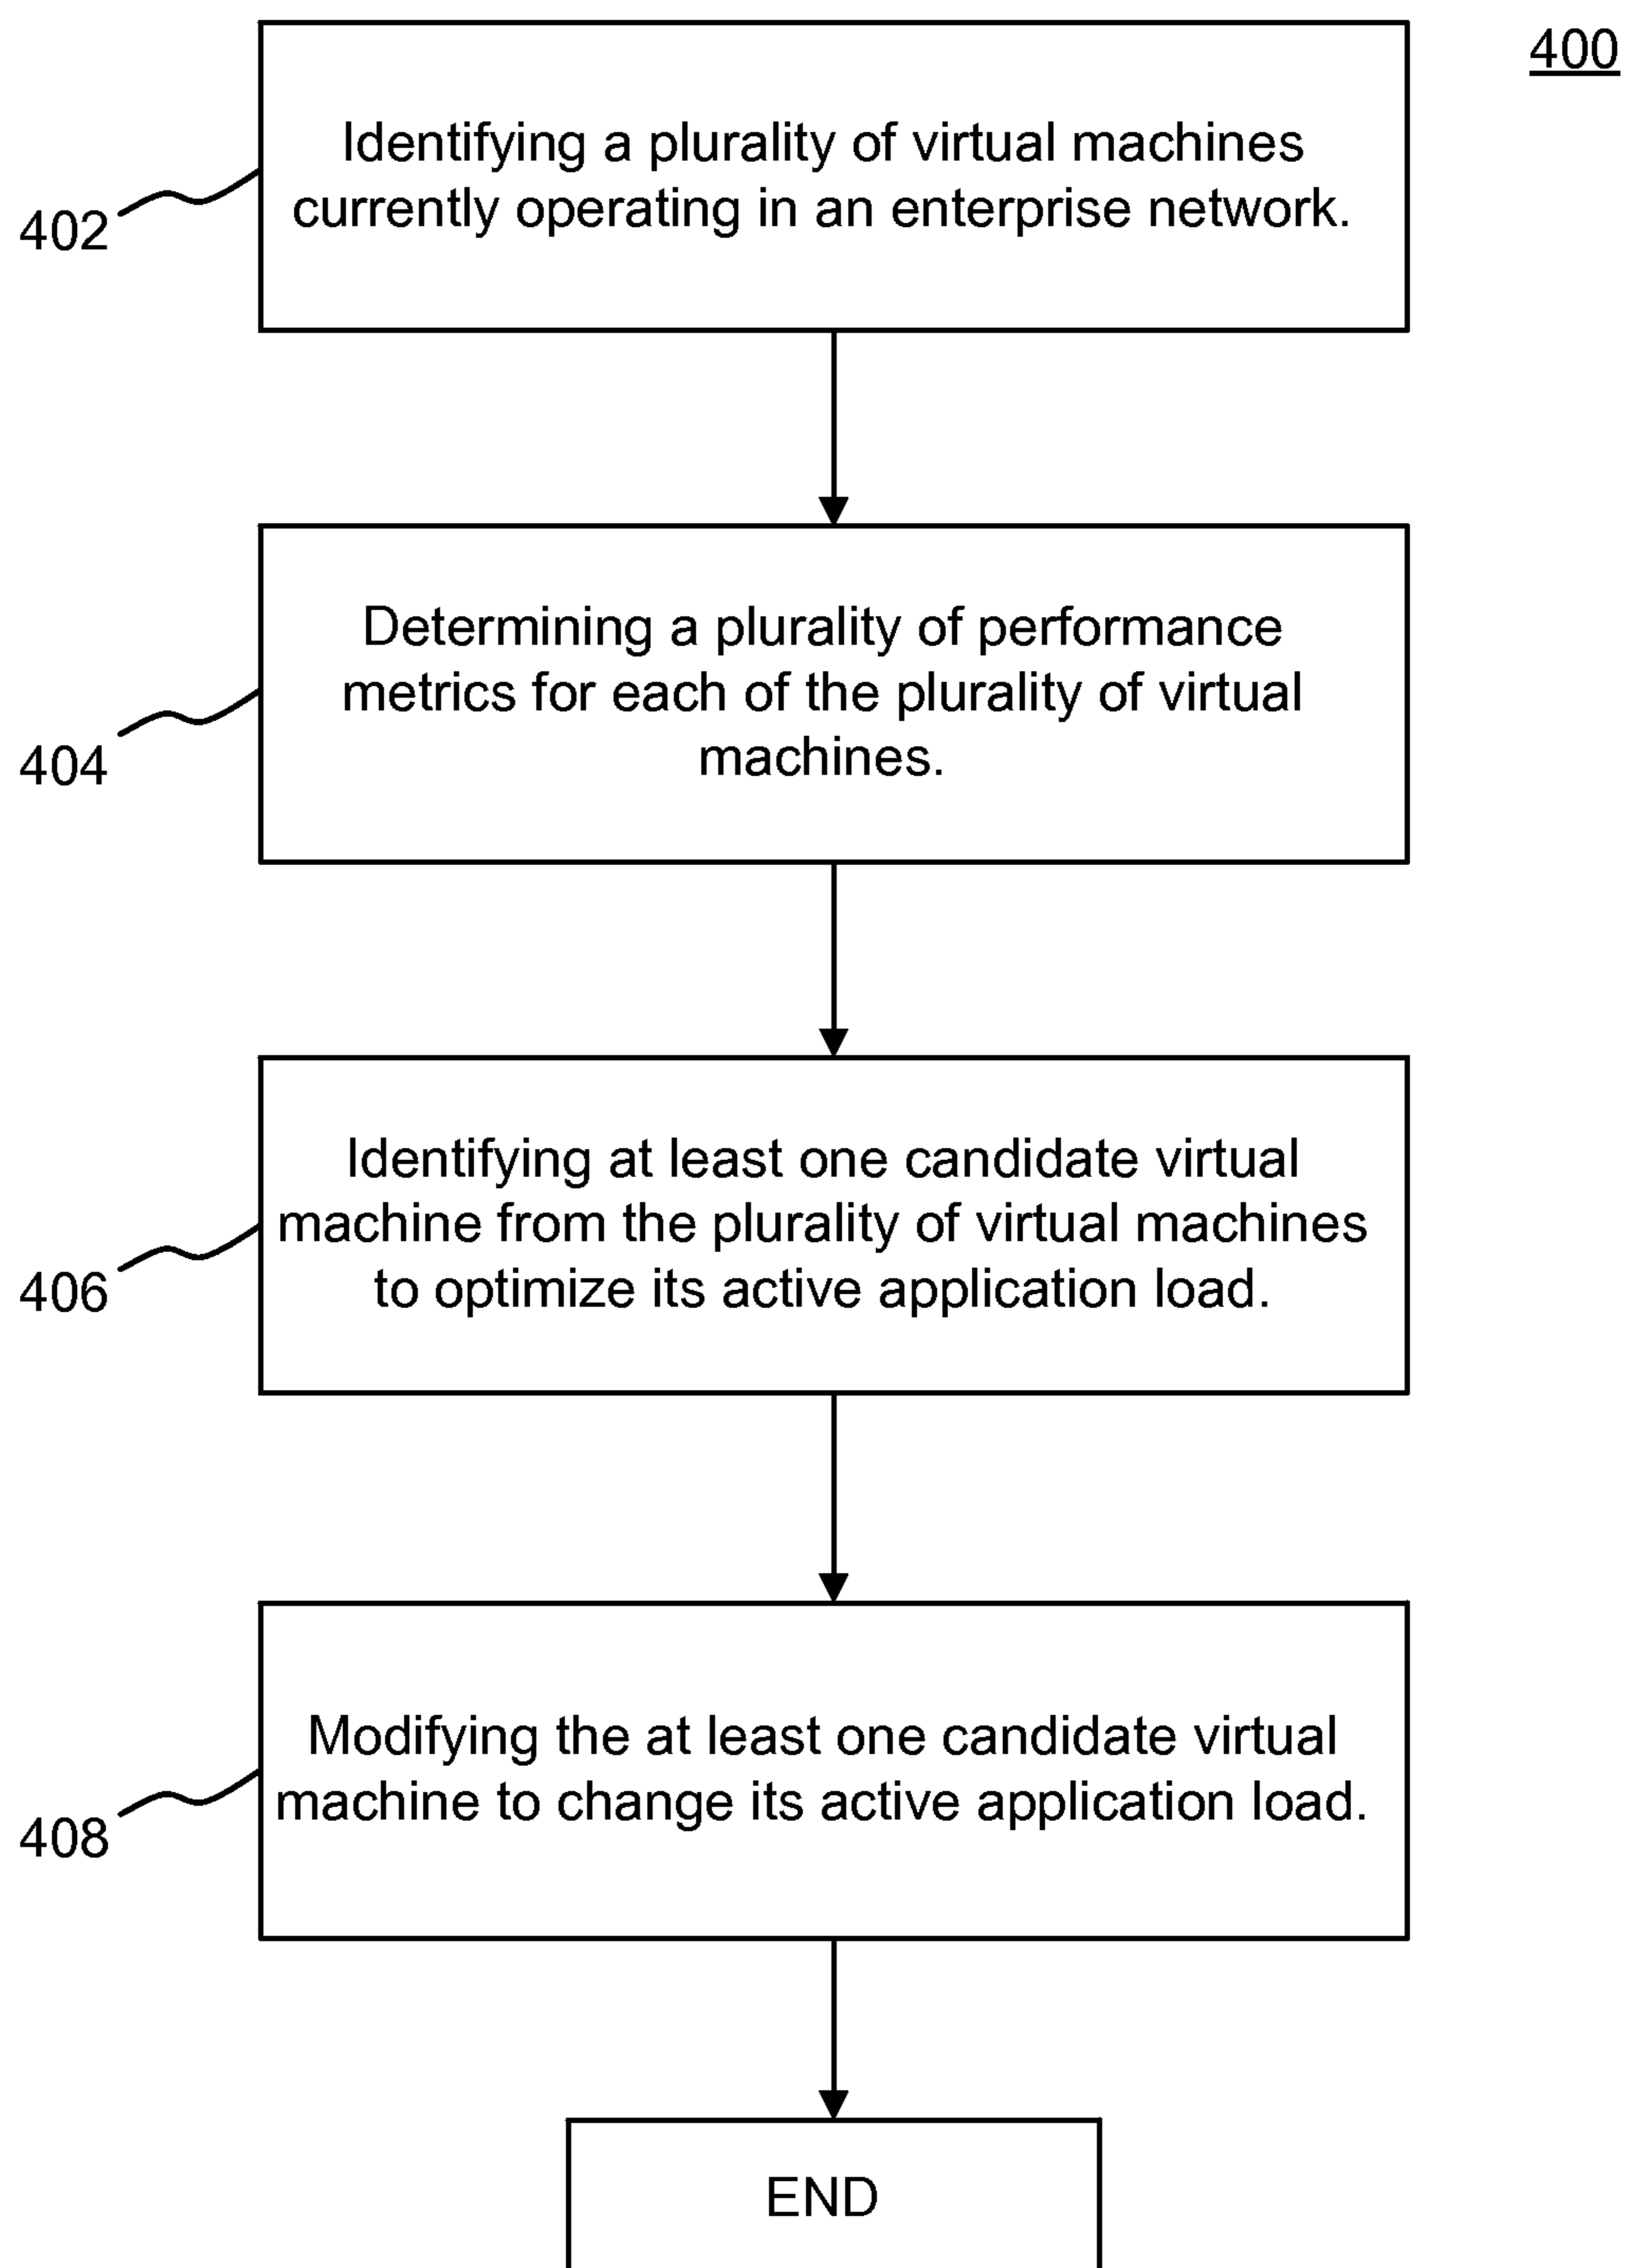 400
Identifying a plurality of virtual machines
currently operating in an enterprise network.
402
Determining a plurality of performance
metrics for each of the plurality of virtual
machines.
404
Identifying at least one candidate virtual
machine from the plurality of virtual machines
to optimize its active application load.
406
Modifying the at least one candidate virtual
machine to change its active application load.
408
END